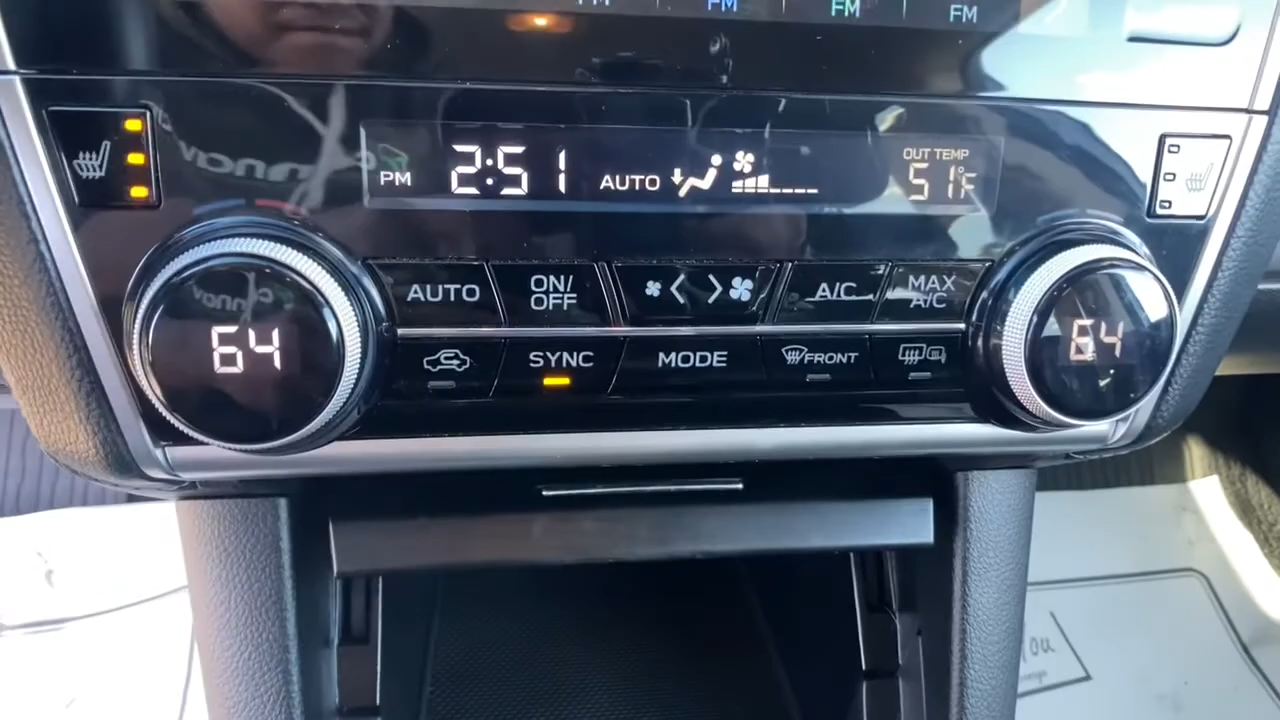 FM FM FM FM
PM 2:51 AUTO
OUT TEMP
51°F
64
AUTO
ON/
OFF
A/C
MAX
A/C
64
SYNC
MODE
FRONT